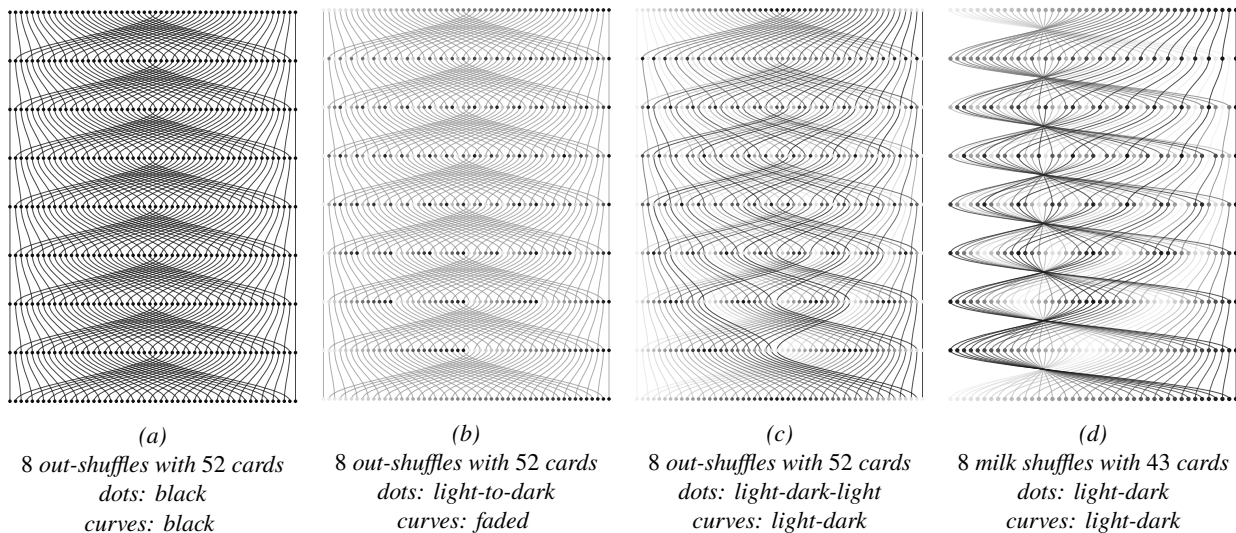 (a)
8 out-shuffles with 52 cards
dots: black
curves: black
(b)
8 out-shuffles with 52 cards
dots: light-to-dark
curves: faded
(c)
8 out-shuffles with 52 cards
dots: light-dark-light
curves: light-dark
(d)
8 milk shuffles with 43 cards
dots: light-dark
curves: light-dark